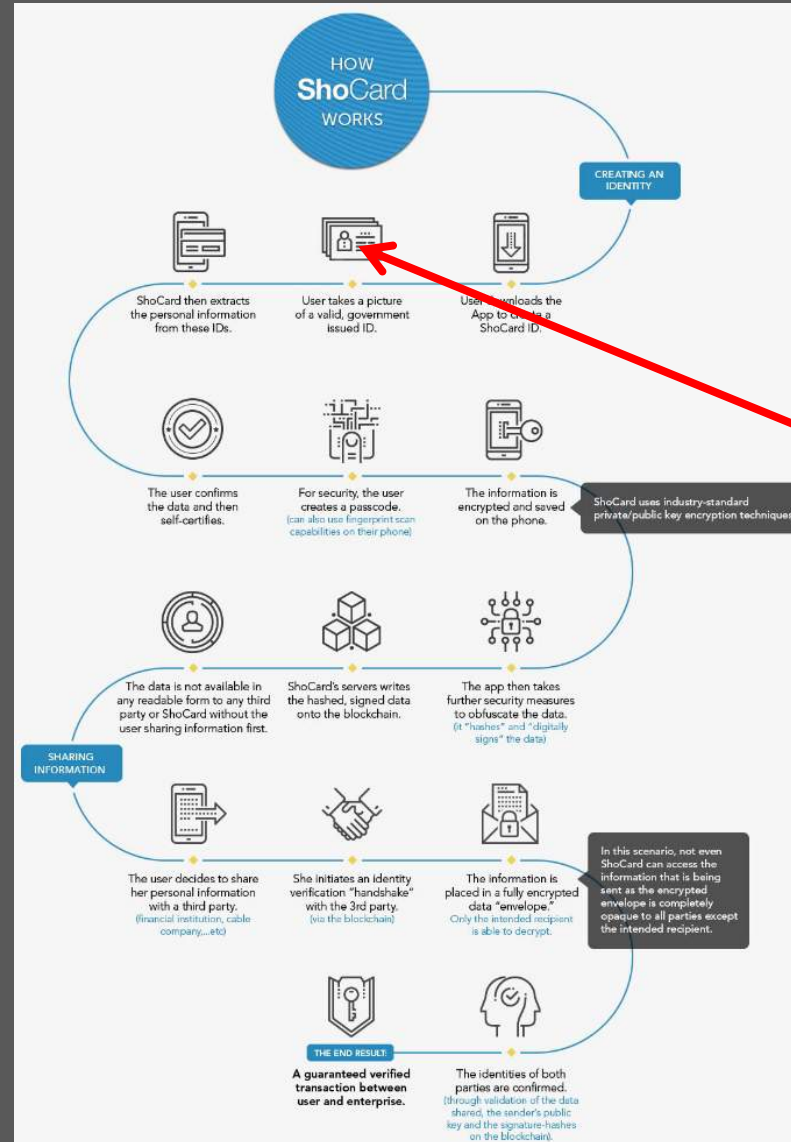 HOW
ShoCard
WORKS
CREATING AN
IDENTITY
User downloads the
App to create a
ShoCard ID.
User takes a picture
of a valid, government
issued ID.
ShoCard then extracts
the personal information
from these IDs.
The user confirms
the data and then
self-certifies.
For security, the user
creates a passcode.
(can also use fingerprint scan
capabilities on their phone)
The information is
encrypted and saved
on the phone.
ShoCard uses industry-standard
private/public key encryption techniques
The app then takes
further security measures
to obfuscate the data.
(it "hashes" and "digitally
signs" the data)
ShoCard's servers writes
the hashed, signed data
onto the blockchain.
The data is not available in
any readable form to any third
party or ShoCard without the
user sharing information first.
SHARING
INFORMATION
The user decides to share
her personal information
with a third party.
(financial institution, cable
company,...etc)
She initiates an identity
verification "handshake"
with the 3rd party.
(via the blockchain)
The information is
placed in a fully encrypted
data "envelope."
Only the intended recipient
is able to decrypt.
In this scenario, not even
ShoCard can access the
information that is being
sent as the encrypted
envelope is completely
opaque to all parties except
the intended recipient.
The identities of both
parties are confirmed.
(through validation of the data
shared, the sender's public
key and the signature-hashes
on the blockchain).
THE END RESULT:
A guaranteed verified
transaction between
user and enterprise.